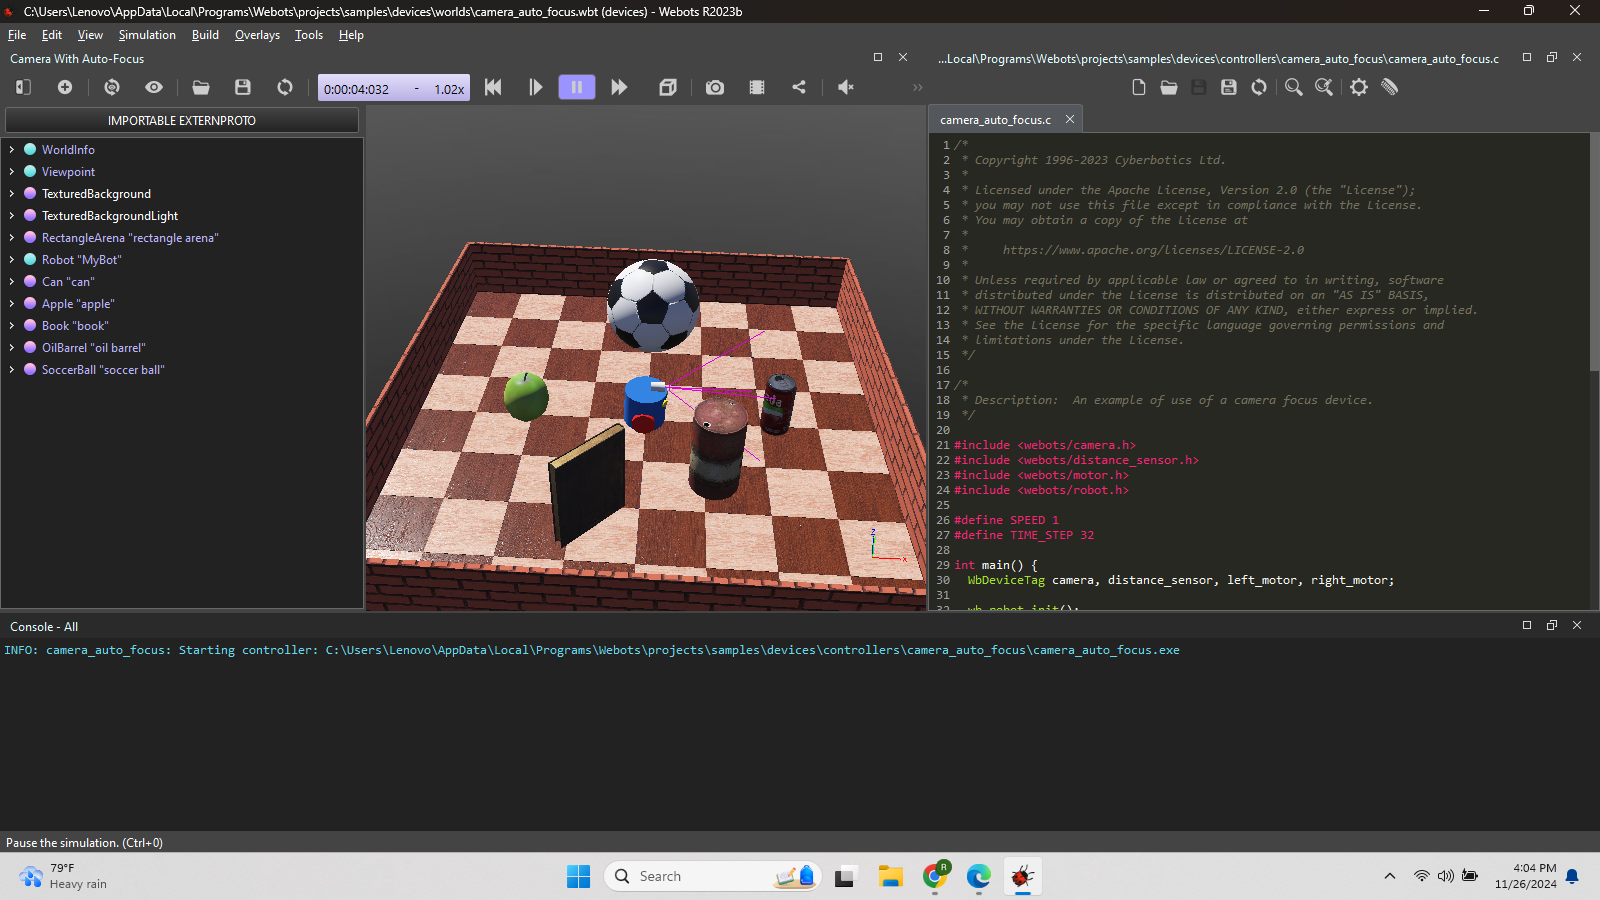 C:\Users\Lenovo\AppData\Local\Programs\Webots\projects\samples\devices\worlds\camera_auto_focus.wbt (devices) - Webots R2023b
File Edit View Simulation Build Overlays Tools Help
Camera With Auto-Focus
0:00:04:032 - 1.02x
IMPORTABLE EXTERNPROTO
WorldInfo
Viewpoint
TexturedBackground
TexturedBackgroundLight
RectangleArena "rectangle arena"
Robot "MyBot"
Can "can"
Apple "apple"
Book "book"
OilBarrel "oil barrel"
SoccerBall "soccer ball"
z
x
...Local\Programs\Webots\projects\samples\devices\controllers\camera_auto_focus\camera_auto_focus.c
camera_auto_focus.c
1 /*
2  * Copyright 1996-2023 Cyberbotics Ltd.
3  *
4  * Licensed under the Apache License, Version 2.0 (the "License");
5  * you may not use this file except in compliance with the License.
6  * You may obtain a copy of the License at
7  *
8  *     https://www.apache.org/licenses/LICENSE-2.0
9  *
10  * Unless required by applicable law or agreed to in writing, software
11  * distributed under the License is distributed on an "AS IS" BASIS,
12  * WITHOUT WARRANTIES OR CONDITIONS OF ANY KIND, either express or implied.
13  * See the License for the specific language governing permissions and
14  * limitations under the License.
15  */
16
17 /*
18  * Description:  An example of use of a camera focus device.
19  */
20
21 #include <webots/camera.h>
22 #include <webots/distance_sensor.h>
23 #include <webots/motor.h>
24 #include <webots/robot.h>
25
26 #define SPEED 1
27 #define TIME_STEP 32
28
29 int main() {
30   WbDeviceTag camera, distance_sensor, left_motor, right_motor;
31
32   wb_robot_init();
Console - All
INFO: camera_auto_focus: Starting controller: C:\Users\Lenovo\AppData\Local\Programs\Webots\projects\samples\devices\controllers\camera_auto_focus\camera_auto_focus.exe
Pause the simulation. (Ctrl+0)
79°F
Heavy rain
Search
R
4:04 PM
11/26/2024